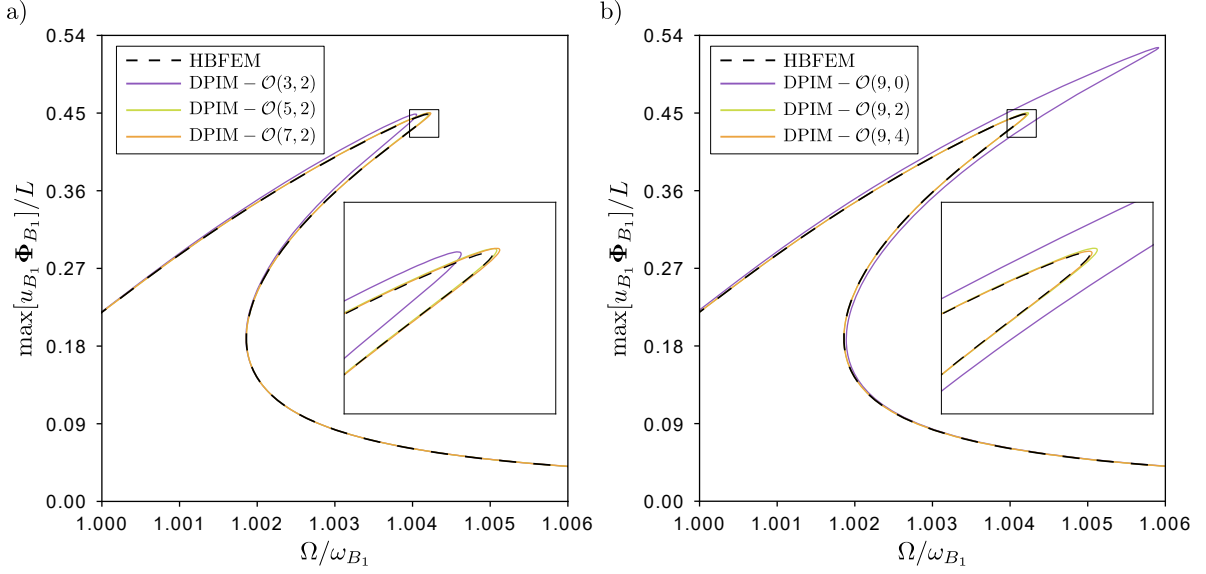 a)
0.54
0.45
0.36
0.27
0.18
0.09
0.00
max[u_{B_1}Φ_{B_1}]/L
HBFEM
DPIM − 𝒪(3, 2)
DPIM − 𝒪(5, 2)
DPIM − 𝒪(7, 2)
1.000 1.001 1.002 1.003 1.004 1.005 1.006
Ω/ω_{B_1}
b)
0.54
0.45
0.36
0.27
0.18
0.09
0.00
max[u_{B_1}Φ_{B_1}]/L
HBFEM
DPIM − 𝒪(9, 0)
DPIM − 𝒪(9, 2)
DPIM − 𝒪(9, 4)
1.000 1.001 1.002 1.003 1.004 1.005 1.006
Ω/ω_{B_1}